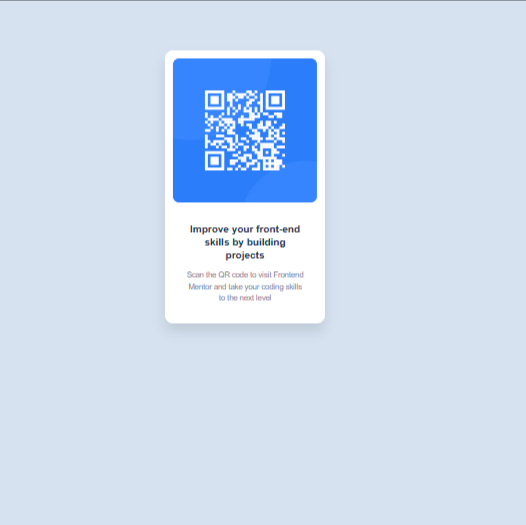 Improve your front-end
skills by building
projects
Scan the QR code to visit Frontend
Mentor and take your coding skills
to the next level